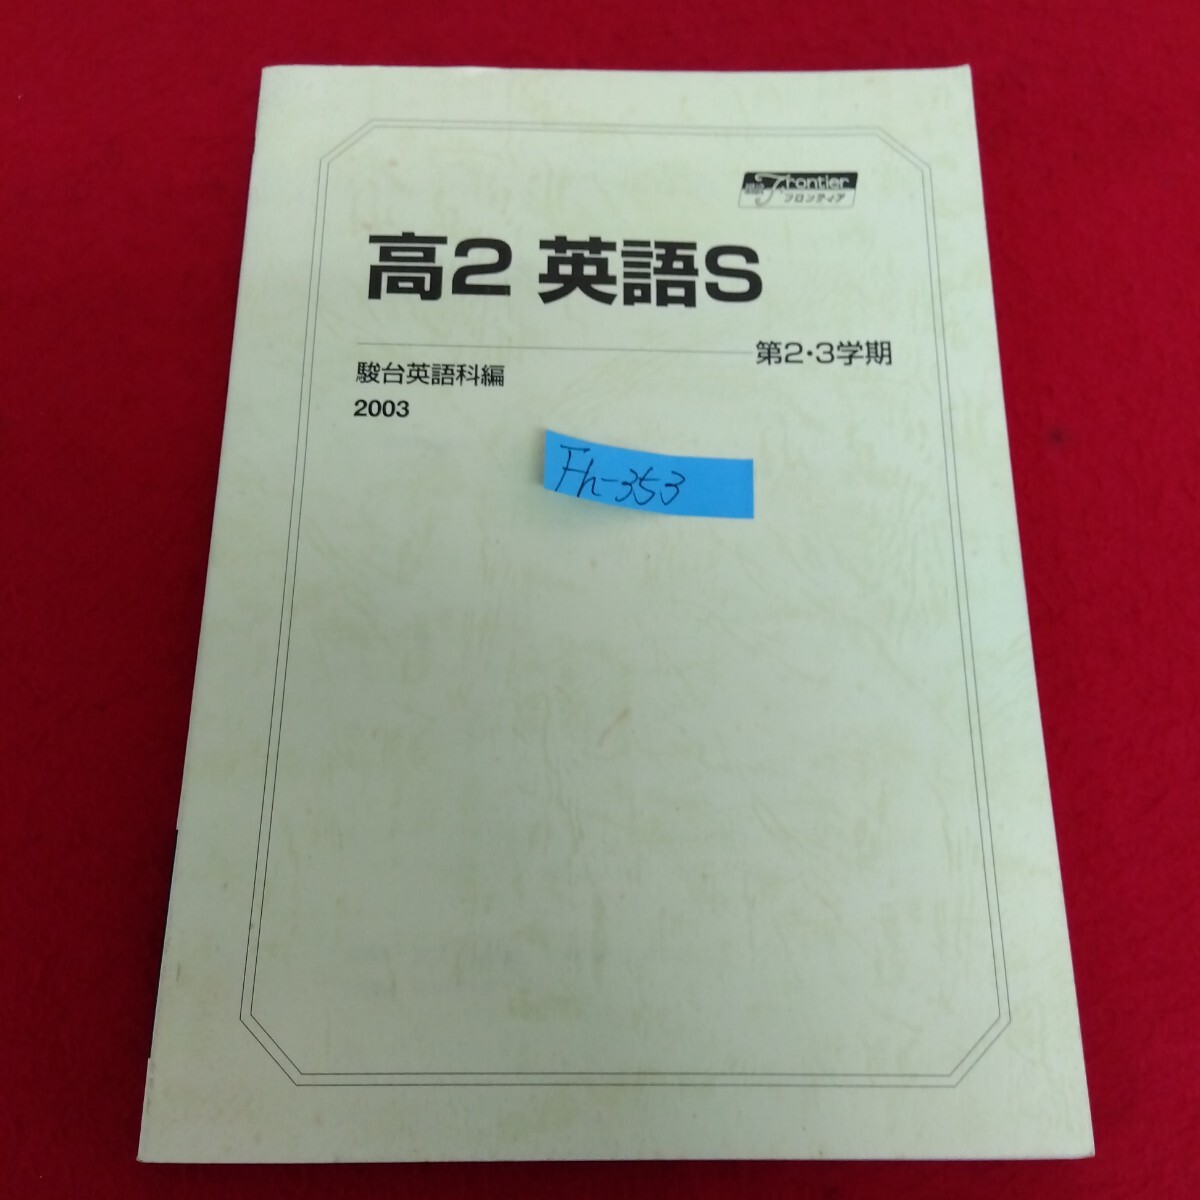 Frontier
フロンティア
高2 英語S
第2・3学期
駿台英語科編
2003
Fh-353